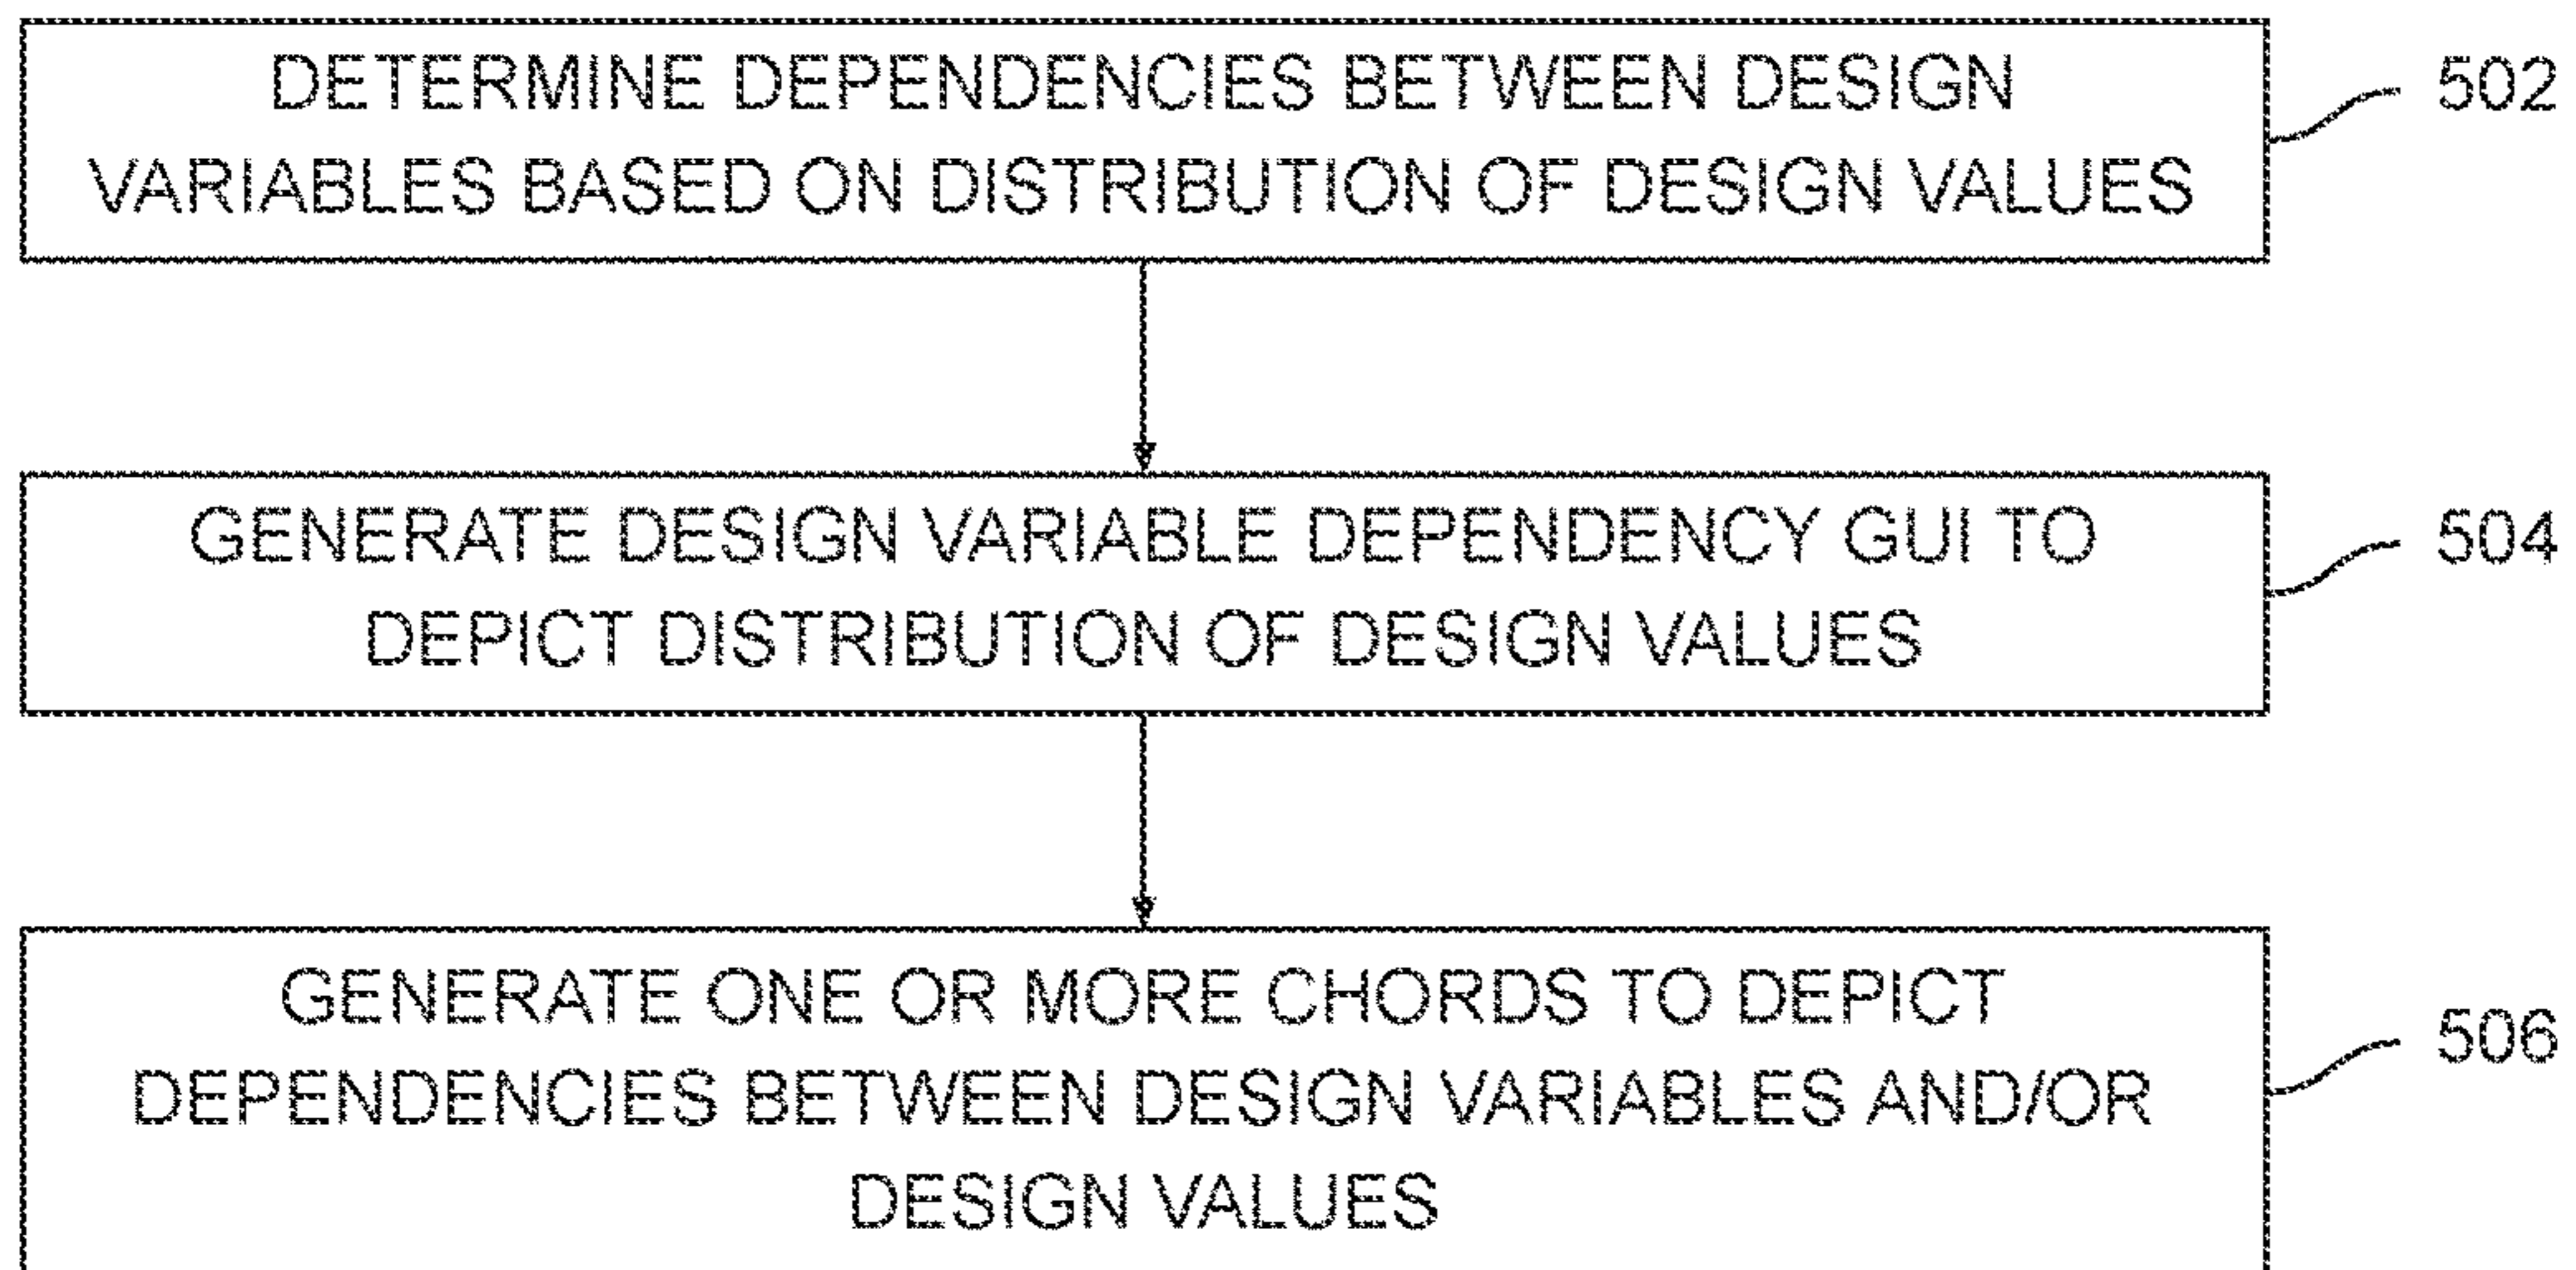 DETERMINE DEPENDENCIES BETWEEN DESIGN
VARIABLES BASED ON DISTRIBUTION OF DESIGN VALUES
502
GENERATE DESIGN VARIABLE DEPENDENCY GUI TO
DEPICT DISTRIBUTION OF DESIGN VALUES
504
GENERATE ONE OR MORE CHORDS TO DEPICT
DEPENDENCIES BETWEEN DESIGN VARIABLES AND/OR
DESIGN VALUES
506